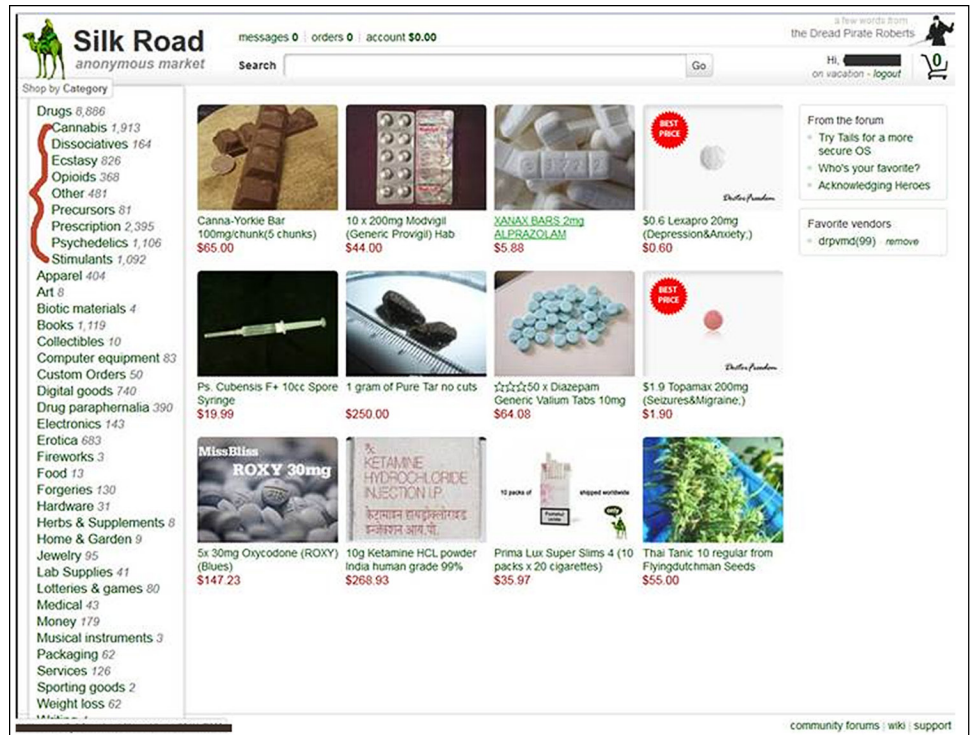 Silk Road
anonymous market
messages 0 | orders 0 | account $0.00
Search
Go
a few words from
the Dread Pirate Roberts
Hi,
on vacation - logout
0
Shop by Category
Drugs 8,886
Cannabis 1,913
Dissociatives 164
Ecstasy 826
Opioids 368
Other 481
Precursors 81
Prescription 2,395
Psychedelics 1,106
Stimulants 1,092
Apparel 404
Art 8
Biotic materials 4
Books 1,119
Collectibles 10
Computer equipment 83
Custom Orders 50
Digital goods 740
Drug paraphernalia 390
Electronics 143
Erotica 683
Fireworks 3
Food 13
Forgeries 130
Hardware 31
Herbs & Supplements 8
Home & Garden 9
Jewelry 95
Lab Supplies 41
Lotteries & games 80
Medical 43
Money 179
Musical instruments 3
Packaging 62
Services 126
Sporting goods 2
Weight loss 62
Canna-Yorkie Bar
100mg/chunk(5 chunks)
$65.00
10 x 200mg Modvigil
(Generic Provigil) Hab
$44.00
XANAX BARS 2mg
ALPRAZOLAM
$5.88
BEST
PRICE
DoctorFreedom
$0.6 Lexapro 20mg
(Depression&Anxiety;)
$0.60
Ps. Cubensis F+ 10cc Spore
Syringe
$19.99
1 gram of Pure Tar no cuts
$250.00
☆☆☆50 x Diazepam
Generic Valium Tabs 10mg
$64.08
BEST
PRICE
DoctorFreedom
$1.9 Topamax 200mg
(Seizures&Migraine;)
$1.90
MissBliss
ROXY 30mg
5x 30mg Oxycodone (ROXY)
(Blues)
$147.23
KETAMINE
HYDROCHLORIDE
INJECTION I.P.
केटामाइन हायड्रोक्लोराइड
इन्जेक्शन आय.पी.
10g Ketamine HCL powder
India human grade 99%
$268.93
10 packs of
shipped worldwide
Prima Lux Super Slims 4 (10
packs x 20 cigarettes)
$35.97
Thai Tanic 10 regular from
Flyingdutchman Seeds
$55.00
From the forum
Try Tails for a more
secure OS
Who's your favorite?
Acknowledging Heroes
Favorite vendors
drpvmd(99) remove
community forums | wiki | support